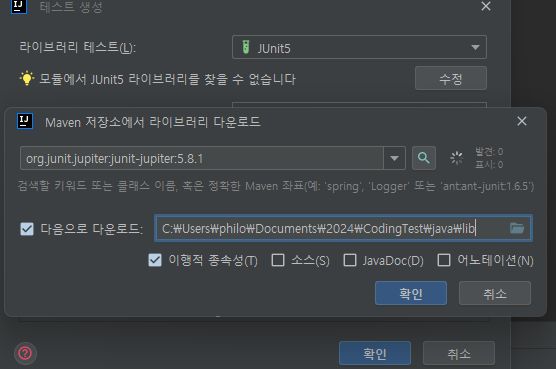 테스트 생성
라이브러리 테스트(L):
JUnit5
모듈에서 JUnit5 라이브러리를 찾을 수 없습니다
수정
Maven 저장소에서 라이브러리 다운로드
org.junit.jupiter:junit-jupiter:5.8.1
발견: 0
표시: 0
검색할 키워드 또는 클래스 이름, 혹은 정확한 Maven 좌표(예: 'spring', 'Logger' 또는 'ant:ant-junit:1.6.5')
다음으로 다운로드:
C:₩Users₩philo₩Documents₩2024₩CodingTest₩java₩lib
이행적 종속성(T)
소스(S)
JavaDoc(D)
어노테이션(N)
확인
취소
확인
취소